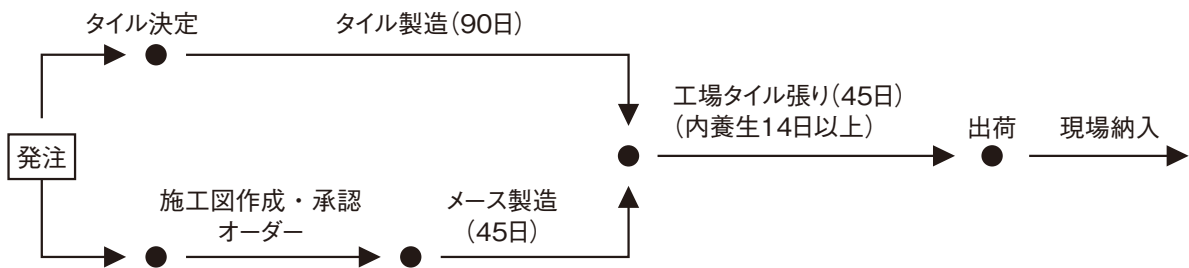 タイル決定
タイル製造（90日）
工場タイル張り（45日）
（内養生14日以上）
出荷
現場納入
発注
施工図作成・承認
オーダー
メース製造
（45日）